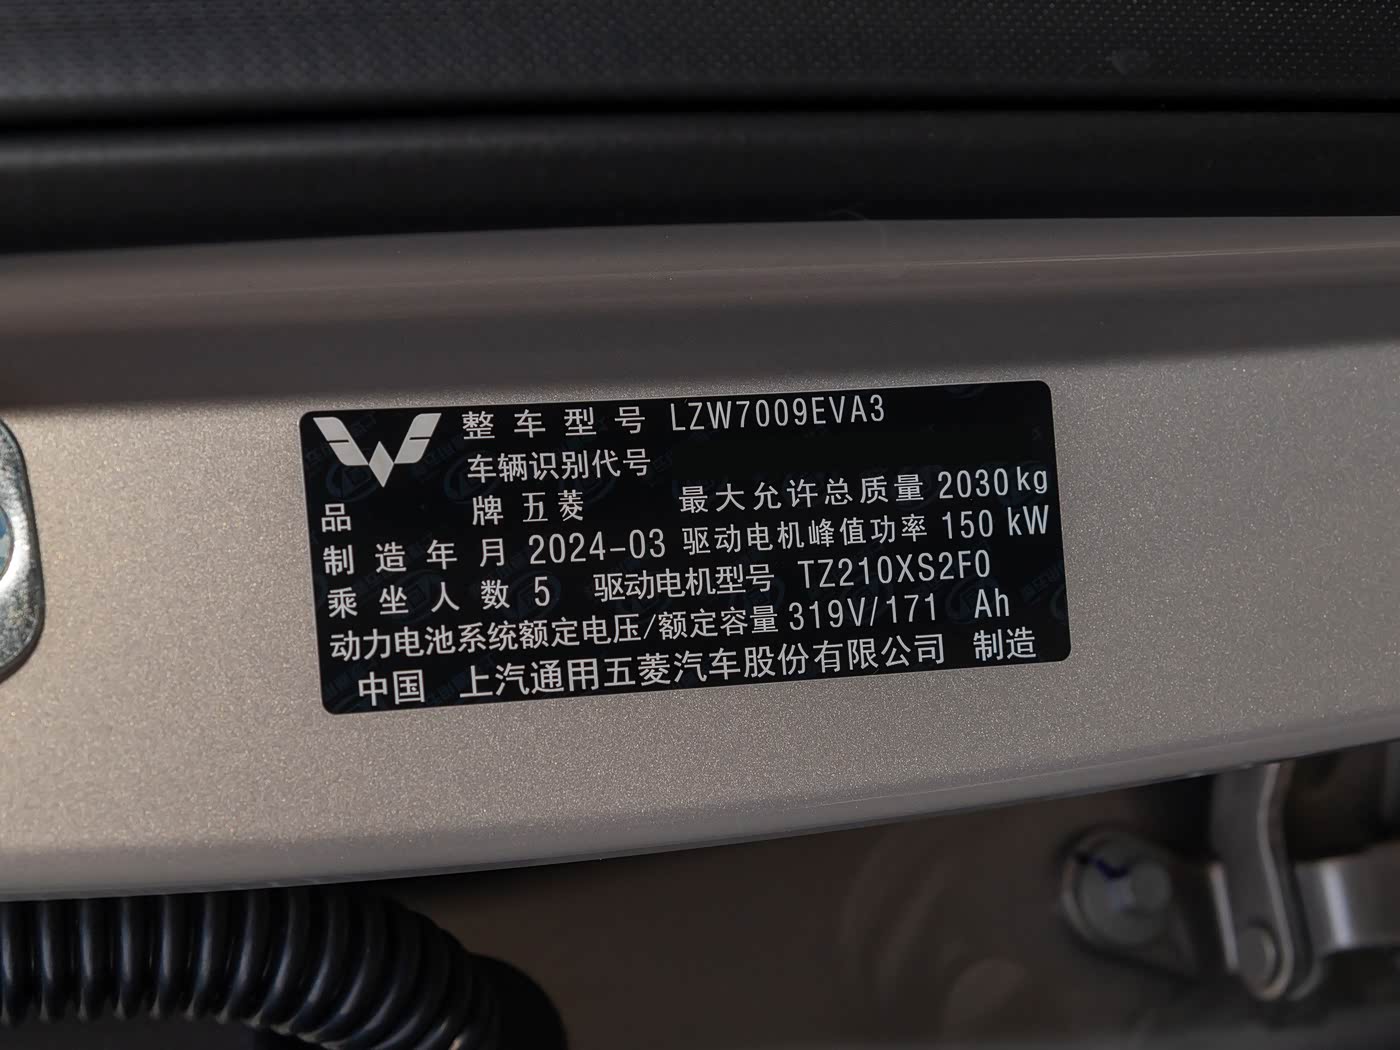 整车型号 LZW7009EVA3
车辆识别代号
品牌 五菱 最大允许总质量 2030kg
制造年月 2024-03 驱动电机峰值功率 150 kW
乘坐人数 5 驱动电机型号 TZ210XS2F0
动力电池系统额定电压/额定容量 319V/171 Ah
中国 上汽通用五菱汽车股份有限公司 制造